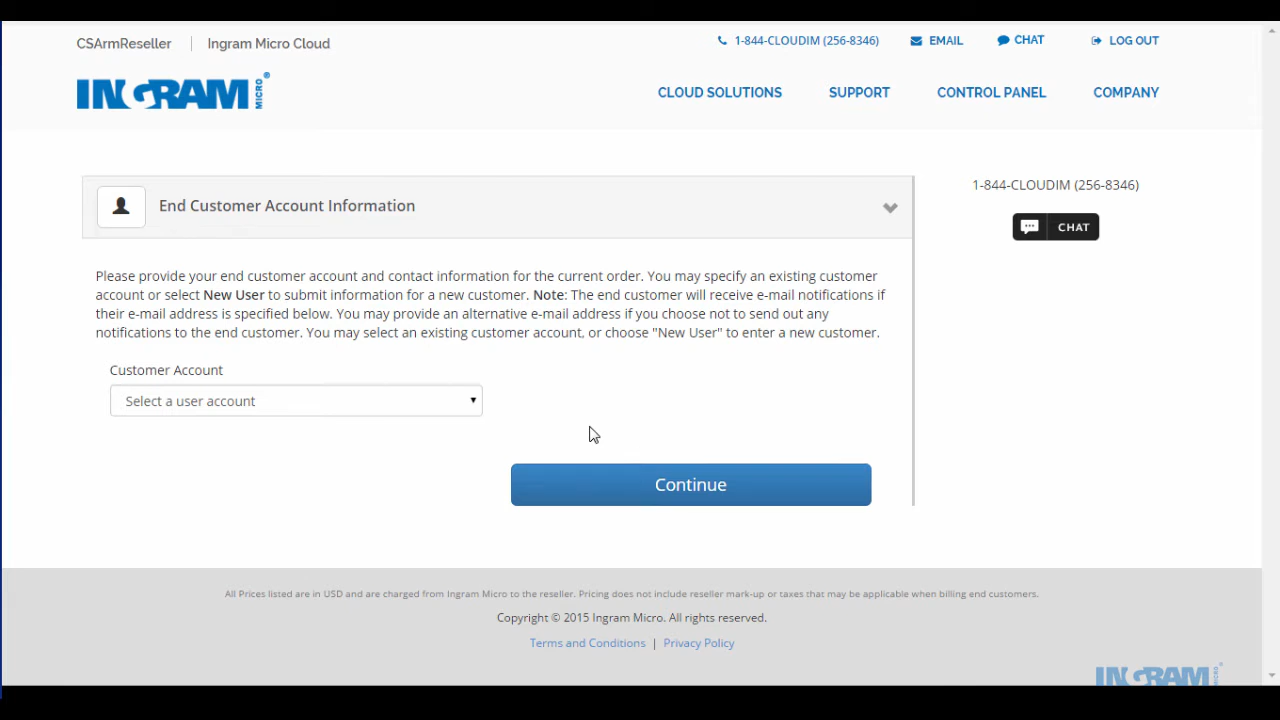 CSArmReseller | Ingram Micro Cloud
1-844-CLOUDIM (256-8346) EMAIL CHAT LOG OUT
INGRAM MICRO ®
CLOUD SOLUTIONS SUPPORT CONTROL PANEL COMPANY
End Customer Account Information
1-844-CLOUDIM (256-8346)
CHAT
Please provide your end customer account and contact information for the current order. You may specify an existing customer
account or select New User to submit information for a new customer. Note: The end customer will receive e-mail notifications if
their e-mail address is specified below. You may provide an alternative e-mail address if you choose not to send out any
notifications to the end customer. You may select an existing customer account, or choose "New User" to enter a new customer.
Customer Account
Select a user account
Continue
All Prices listed are in USD and are charged from Ingram Micro to the reseller. Pricing does not include reseller mark-up or taxes that may be applicable when billing end customers.
Copyright © 2015 Ingram Micro. All rights reserved.
Terms and Conditions | Privacy Policy
INGRAM MICRO ®